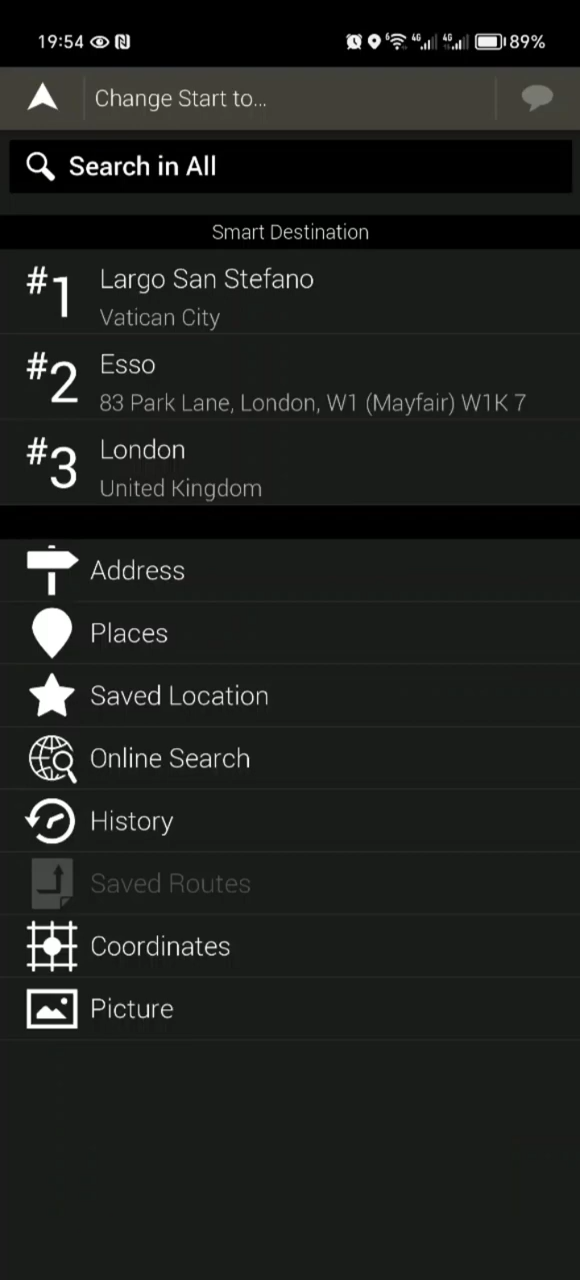 19:54 89%
Change Start to...
Search in All
Smart Destination
#1 Largo San Stefano
Vatican City
#2 Esso
83 Park Lane, London, W1 (Mayfair) W1K 7
#3 London
United Kingdom
Address
Places
Saved Location
Online Search
History
Saved Routes
Coordinates
Picture